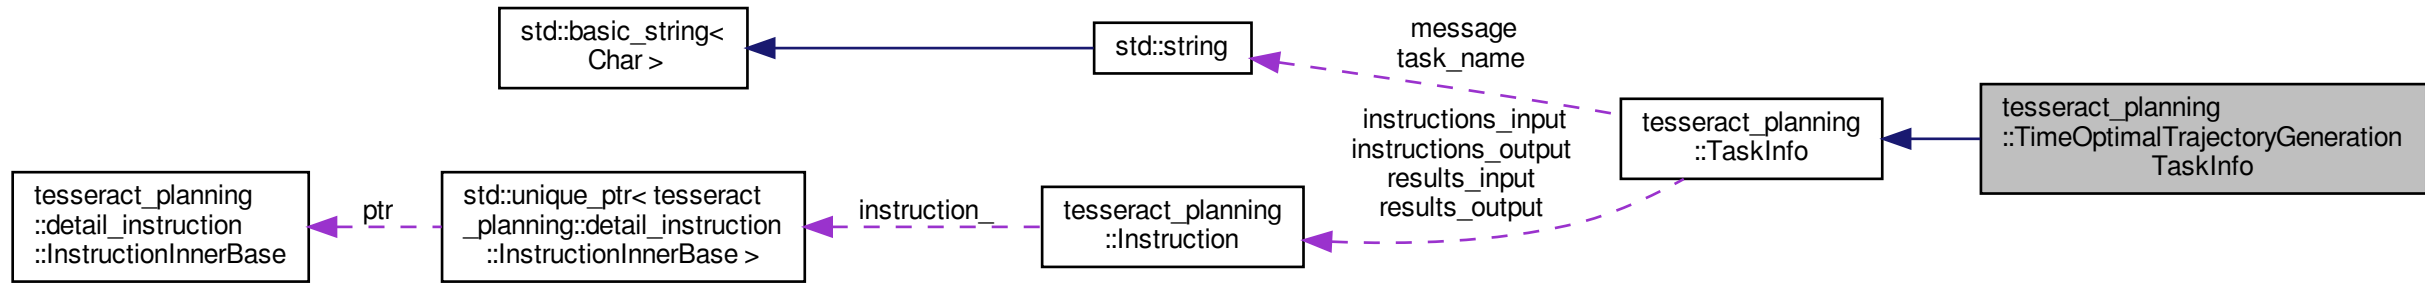 std::basic_string<
Char >
std::string
message
task_name
tesseract_planning
::TimeOptimalTrajectoryGeneration
TaskInfo
tesseract_planning
::TaskInfo
instructions_input
instructions_output
results_input
results_output
tesseract_planning
::detail_instruction
::InstructionInnerBase
ptr
std::unique_ptr< tesseract
_planning::detail_instruction
::InstructionInnerBase >
instruction_
tesseract_planning
::Instruction